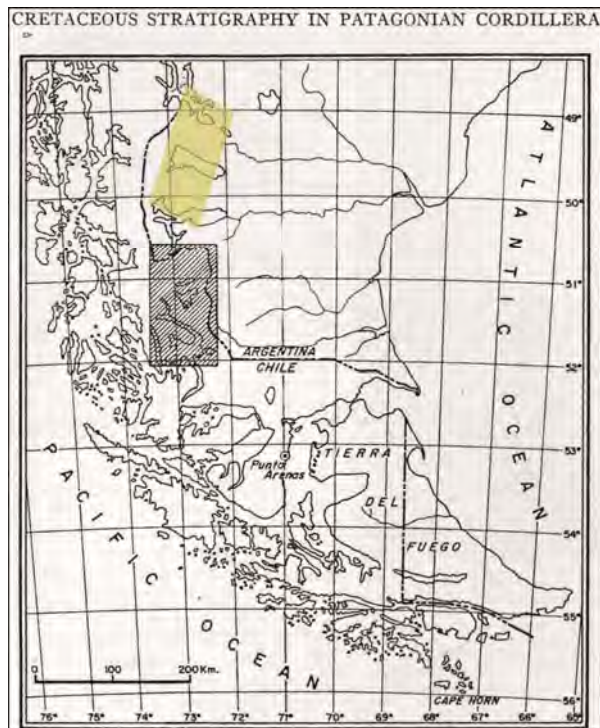 CRETACEOUS STRATIGRAPHY IN PATAGONIAN CORDILLERA
49°
50°
51°
52°
53°
54°
55°
56°
ATLANTIC OCEAN
ARGENTINA
CHILE
Punta Arenas
TIERRA
DEL
FUEGO
PACIFIC OCEAN
0 100 200 Km.
CAPE HORN
76° 75° 74° 73° 72° 71° 70° 69° 68° 67° 66° 65°